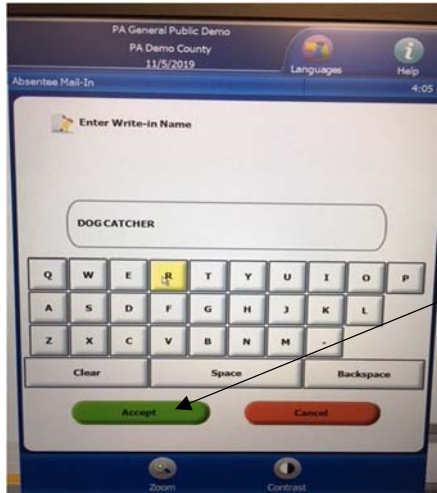 PA General Public Demo
PA Demo County
11/5/2019
Languages
Help
Absentee Mail-In
4:05
Enter Write-in Name
DOG CATCHER
Q W E R T Y U I O P
A S D F G H J K L
Z X C V B N M -
Clear Space Backspace
Accept Cancel
Zoom Contrast